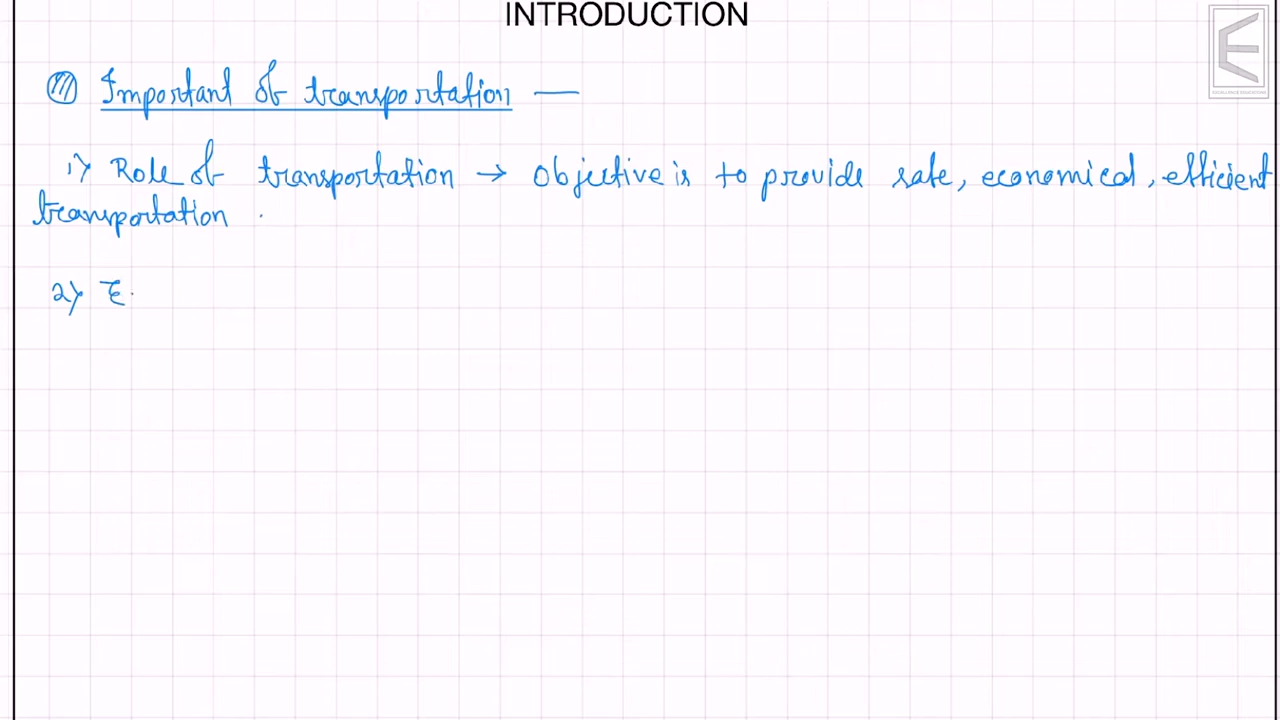 INTRODUCTION
Important of transportation —
1) Role of transportation → objective is to provide safe, economical, efficient
transportation .
2) E